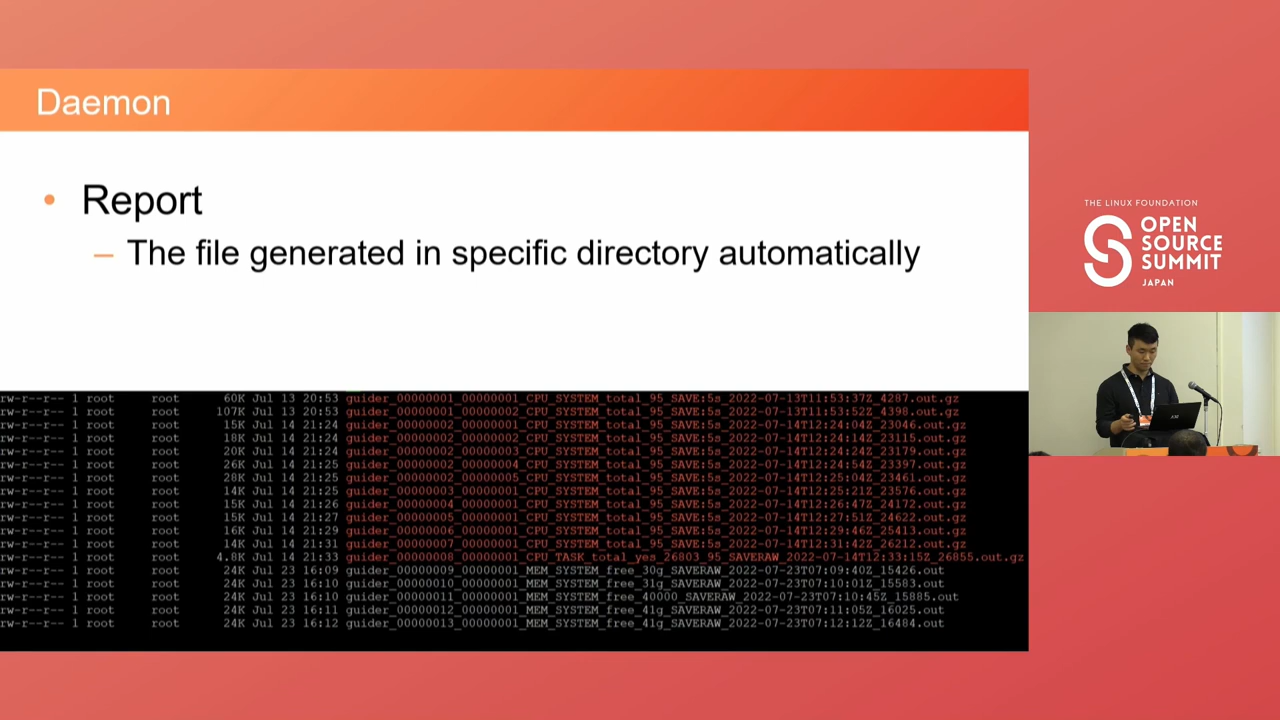 Daemon
• Report
– The file generated in specific directory automatically
rw-r--r-- 1 root root 60K Jul 13 20:53 guider_00000001_00000001_CPU_SYSTEM_total_95_SAVE:5s_2022-07-13T11:53:37Z_4287.out.gz
rw-r--r-- 1 root root 107K Jul 13 20:53 guider_00000001_00000002_CPU_SYSTEM_total_95_SAVE:5s_2022-07-13T11:53:52Z_4398.out.gz
rw-r--r-- 1 root root 15K Jul 14 21:24 guider_00000002_00000001_CPU_SYSTEM_total_95_SAVE:5s_2022-07-14T12:24:04Z_23046.out.gz
rw-r--r-- 1 root root 18K Jul 14 21:24 guider_00000002_00000002_CPU_SYSTEM_total_95_SAVE:5s_2022-07-14T12:24:14Z_23115.out.gz
rw-r--r-- 1 root root 20K Jul 14 21:24 guider_00000002_00000003_CPU_SYSTEM_total_95_SAVE:5s_2022-07-14T12:24:24Z_23179.out.gz
rw-r--r-- 1 root root 26K Jul 14 21:25 guider_00000002_00000004_CPU_SYSTEM_total_95_SAVE:5s_2022-07-14T12:24:54Z_23397.out.gz
rw-r--r-- 1 root root 28K Jul 14 21:25 guider_00000002_00000005_CPU_SYSTEM_total_95_SAVE:5s_2022-07-14T12:25:04Z_23461.out.gz
rw-r--r-- 1 root root 14K Jul 14 21:25 guider_00000003_00000001_CPU_SYSTEM_total_95_SAVE:5s_2022-07-14T12:25:21Z_23576.out.gz
rw-r--r-- 1 root root 15K Jul 14 21:26 guider_00000004_00000001_CPU_SYSTEM_total_95_SAVE:5s_2022-07-14T12:26:47Z_24172.out.gz
rw-r--r-- 1 root root 15K Jul 14 21:27 guider_00000005_00000001_CPU_SYSTEM_total_95_SAVE:5s_2022-07-14T12:27:51Z_24622.out.gz
rw-r--r-- 1 root root 16K Jul 14 21:29 guider_00000006_00000001_CPU_SYSTEM_total_95_SAVE:5s_2022-07-14T12:29:46Z_25413.out.gz
rw-r--r-- 1 root root 14K Jul 14 21:31 guider_00000007_00000001_CPU_SYSTEM_total_95_SAVE:5s_2022-07-14T12:31:42Z_26212.out.gz
rw-r--r-- 1 root root 4.8K Jul 14 21:33 guider_00000008_00000001_CPU_TASK_total_yes_26803_95_SAVERAW_2022-07-14T12:33:15Z_26855.out.gz
rw-r--r-- 1 root root 24K Jul 23 16:09 guider_00000009_00000001_MEM_SYSTEM_free_30g_SAVERAW_2022-07-23T07:09:40Z_15426.out
rw-r--r-- 1 root root 24K Jul 23 16:10 guider_00000010_00000001_MEM_SYSTEM_free_31g_SAVERAW_2022-07-23T07:10:01Z_15583.out
rw-r--r-- 1 root root 24K Jul 23 16:10 guider_00000011_00000001_MEM_SYSTEM_free_40000_SAVERAW_2022-07-23T07:10:45Z_15885.out
rw-r--r-- 1 root root 24K Jul 23 16:11 guider_00000012_00000001_MEM_SYSTEM_free_41g_SAVERAW_2022-07-23T07:11:05Z_16025.out
rw-r--r-- 1 root root 24K Jul 23 16:12 guider_00000013_00000001_MEM_SYSTEM_free_41g_SAVERAW_2022-07-23T07:12:12Z_16484.out
THE LINUX FOUNDATION
OPEN
SOURCE
SUMMIT
JAPAN